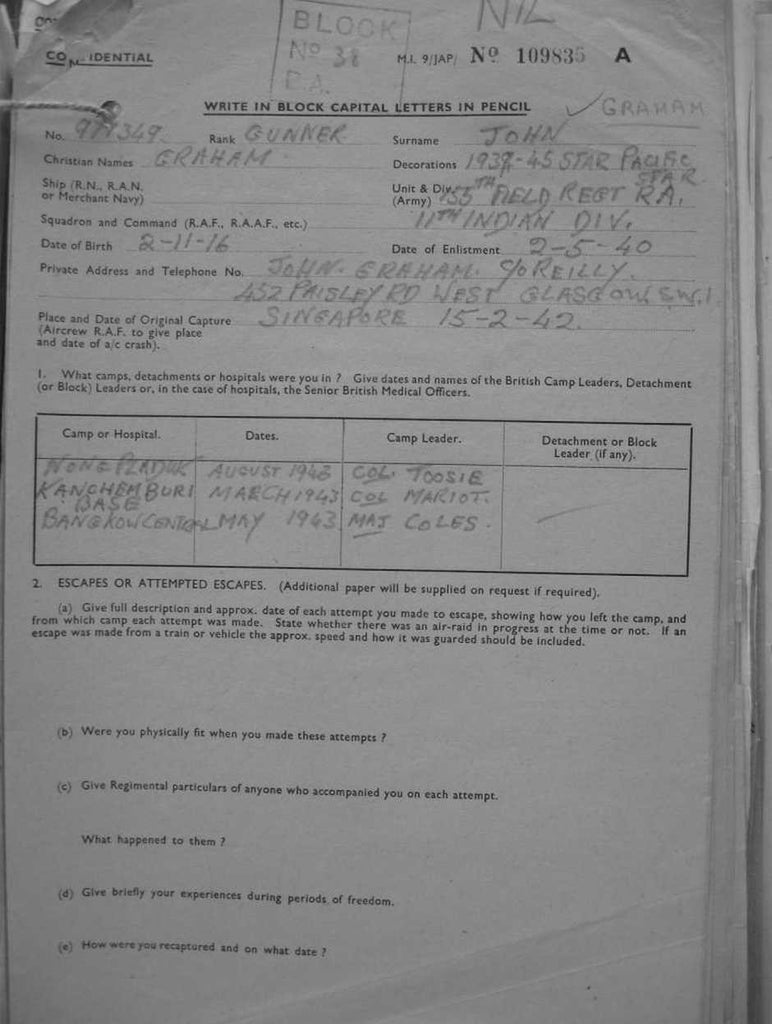 NIL
BLOCK
No 38
CONFIDENTIAL
M.I. 9/JAP/ No 109835 A
WRITE IN BLOCK CAPITAL LETTERS IN PENCIL ✓ GRAHAM
No. Rank GUNNER Surname JOHN
Christian Names GRAHAM Decorations 1939-45 STAR PACIFIC STAR
Ship (R.N., R.A.N. or Merchant Navy)
Unit & Div. (Army) 155TH FIELD REGT R.A.
11TH INDIAN DIV.
Squadron and Command (R.A.F., R.A.A.F., etc.)
Date of Birth 2-11-16 Date of Enlistment 2-5-40
Private Address and Telephone No. JOHN. GRAHAM. C/O REILLY.
452 PAISLEY RD WEST GLASGOW S.W.1.
Place and Date of Original Capture SINGAPORE 15-2-42.
(Aircrew R.A.F. to give place
and date of a/c crash).
1. What camps, detachments or hospitals were you in ? Give dates and names of the British Camp Leaders, Detachment
(or Block) Leaders or, in the case of hospitals, the Senior British Medical Officers.
Camp or Hospital. Dates. Camp Leader. Detachment or Block
Leader (if any).
NONG PLADUK AUGUST 1943 COL. TOOSIE
KANCHEMBURI MARCH 1943 COL MARIOT.
BASE
MAY 1943 MAJ COLES.
2. ESCAPES OR ATTEMPTED ESCAPES. (Additional paper will be supplied on request if required).
(a) Give full description and approx. date of each attempt you made to escape, showing how you left the camp, and
from which camp each attempt was made. State whether there was an air-raid in progress at the time or not. If an
escape was made from a train or vehicle the approx. speed and how it was guarded should be included.
(b) Were you physically fit when you made these attempts ?
(c) Give Regimental particulars of anyone who accompanied you on each attempt.
What happened to them ?
(d) Give briefly your experiences during periods of freedom.
(e) How were you recaptured and on what date ?